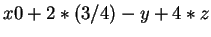 x0 + 2 * (3/4) − y + 4 * z